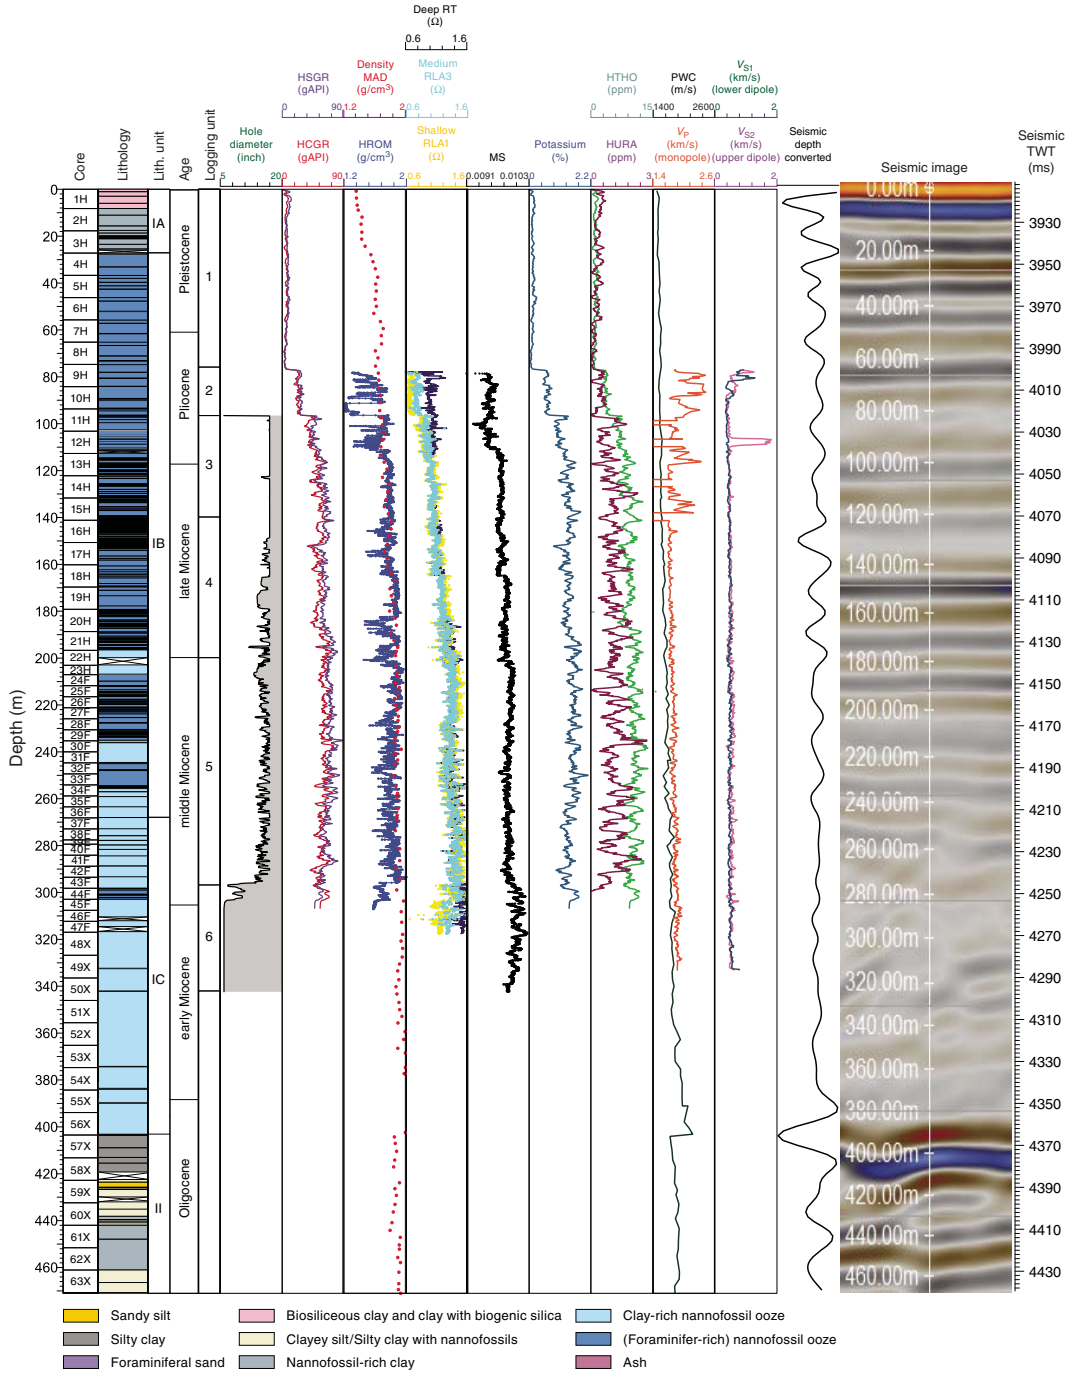 Deep RT
(Ω)
0.6 1.6
HSGR
(gAPI)
0 90
Density
MAD
(g/cm³)
1.2 2
Medium
RLA3
(Ω)
0.6 1.6
HTHO
(ppm)
0 15
PWC
(m/s)
1400 2600
VS1
(km/s)
(lower dipole)
0 2
Core
Lithology
Lith. unit
Age
Logging unit
Hole
diameter
(inch)
5 20
HCGR
(gAPI)
0 90
HROM
(g/cm³)
1.2 2
Shallow
RLA1
(Ω)
0.6 1.6
MS
0.0091 0.0103
Potassium
(%)
0 2.2
HURA
(ppm)
0 3
VP
(km/s)
(monopole)
1.4 2.6
VS2
(km/s)
(upper dipole)
0 2
Seismic
depth
converted
Seismic image
Seismic
TWT
(ms)
Depth (m)
0
20
40
60
80
100
120
140
160
180
200
220
240
260
280
300
320
340
360
380
400
420
440
460
1H
2H
3H
4H
5H
6H
7H
8H
9H
10H
11H
12H
13H
14H
15H
16H
17H
18H
19H
20H
21H
22H
23H
24F
25F
26F
27F
28F
29F
30F
31F
32F
33F
34F
35F
36F
37F
38F
39F
40F
41F
42F
43F
44F
45F
46F
47F
48X
49X
50X
51X
52X
53X
54X
55X
56X
57X
58X
59X
60X
61X
62X
63X
IA
IB
IC
II
Pleistocene
Pliocene
late Miocene
middle Miocene
early Miocene
Oligocene
1
2
3
4
5
6
0.00m
20.00m
40.00m
60.00m
80.00m
100.00m
120.00m
140.00m
160.00m
180.00m
200.00m
220.00m
240.00m
260.00m
280.00m
300.00m
320.00m
340.00m
360.00m
380.00m
400.00m
420.00m
440.00m
460.00m
3930
3950
3970
3990
4010
4030
4050
4070
4090
4110
4130
4150
4170
4190
4210
4230
4250
4270
4290
4310
4330
4350
4370
4390
4410
4430
Sandy silt
Silty clay
Foraminiferal sand
Biosiliceous clay and clay with biogenic silica
Clayey silt/Silty clay with nannofossils
Nannofossil-rich clay
Clay-rich nannofossil ooze
(Foraminifer-rich) nannofossil ooze
Ash